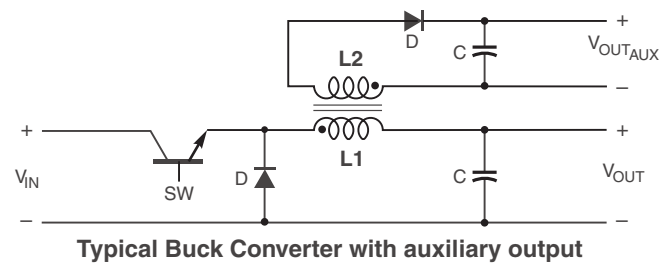 D
+
C
V_OUT_AUX
L2
–
+
+
L1
V_IN
SW
D
C
V_OUT
–
–
Typical Buck Converter with auxiliary output